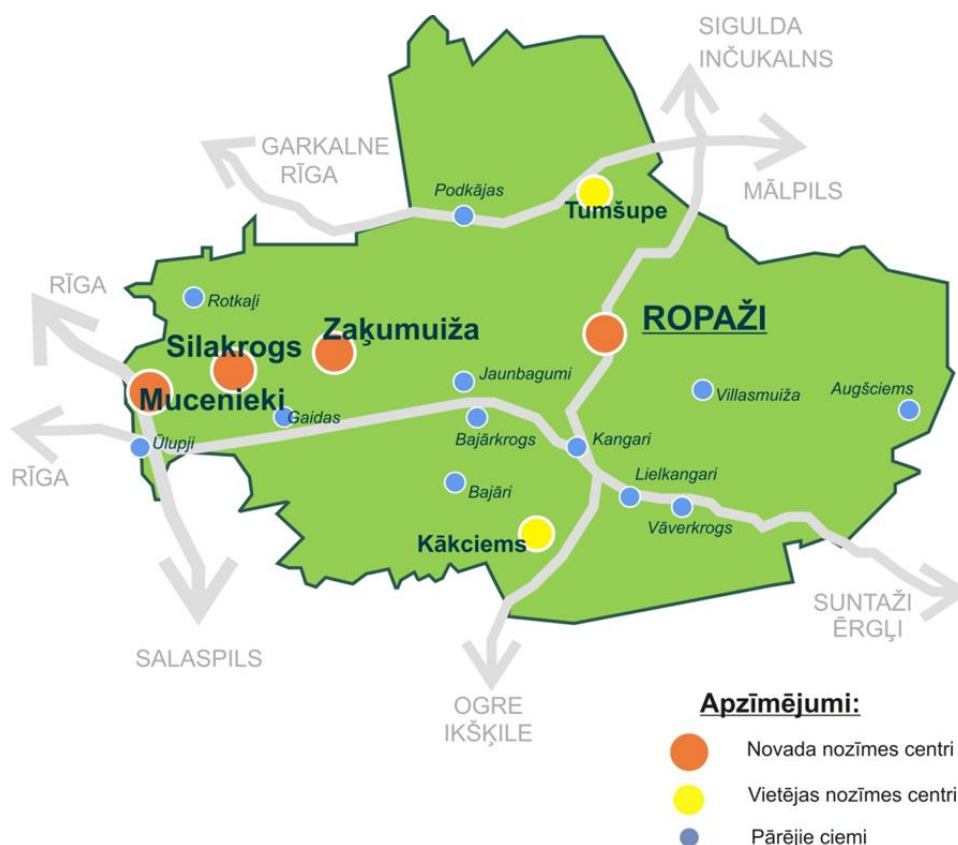 SIGULDA
INČUKALNS
GARKALNE
RĪGA
MĀLPILS
Podkājas
Tumšupe
RĪGA
Rotkaļi
Zaķumuiža
ROPAŽI
Silakrogs
Mucenieki
Jaunbagumi
Villasmuiža
Augšciems
Gaidas
Bajārkrogs
Kangari
Ūlupji
RĪGA
Bajāri
Lielkangari
Vāverkrogs
Kākciems
SUNTAŽI
ĒRGĻI
SALASPILS
OGRE
IKŠĶILE
Apzīmējumi:
Novada nozīmes centri
Vietējas nozīmes centri
Pārējie ciemi